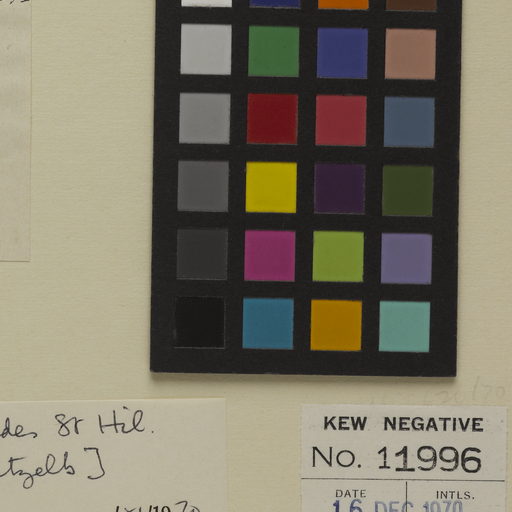 des St Hil.
tzelb]
KEW NEGATIVE
No. 11996
DATE INTLS.
16 DEC 1970